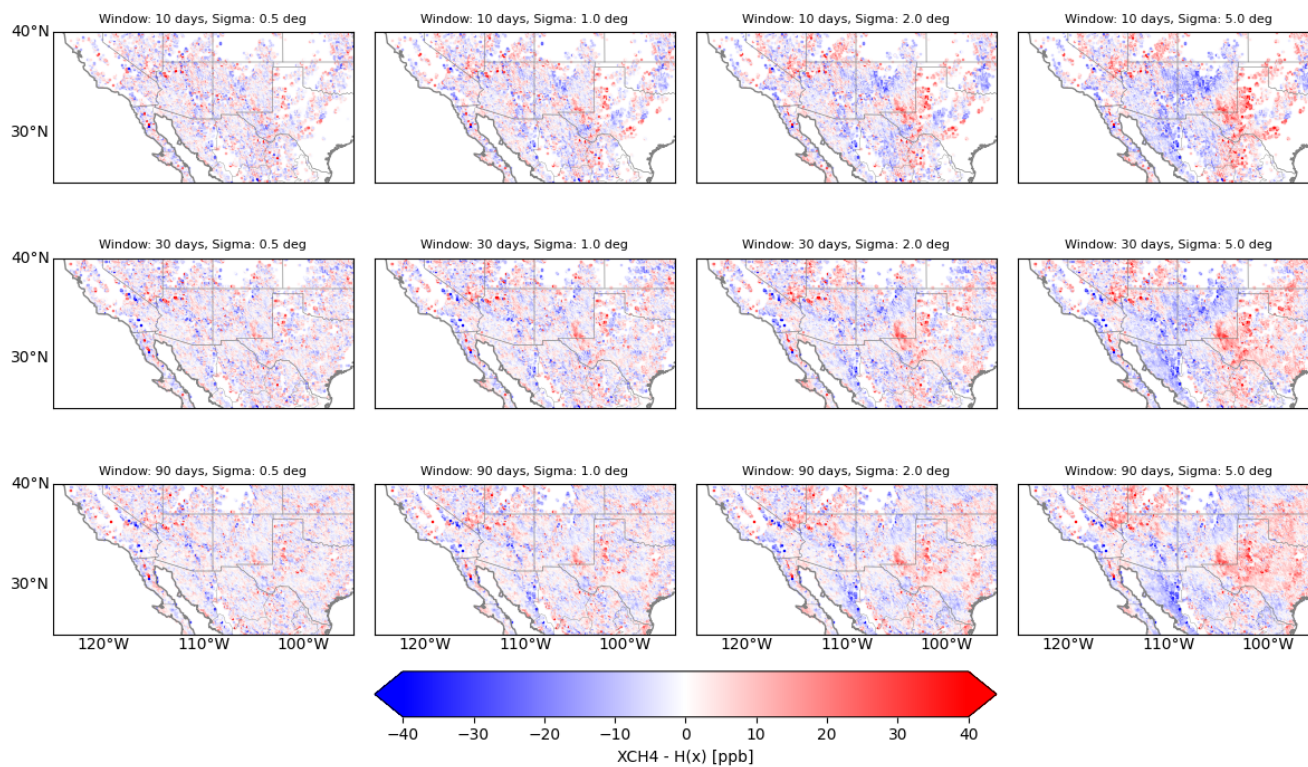 Window: 10 days, Sigma: 0.5 deg
Window: 10 days, Sigma: 1.0 deg
Window: 10 days, Sigma: 2.0 deg
Window: 10 days, Sigma: 5.0 deg
40°N
30°N
Window: 30 days, Sigma: 0.5 deg
Window: 30 days, Sigma: 1.0 deg
Window: 30 days, Sigma: 2.0 deg
Window: 30 days, Sigma: 5.0 deg
40°N
30°N
Window: 90 days, Sigma: 0.5 deg
Window: 90 days, Sigma: 1.0 deg
Window: 90 days, Sigma: 2.0 deg
Window: 90 days, Sigma: 5.0 deg
40°N
30°N
120°W 110°W 100°W
120°W 110°W 100°W
120°W 110°W 100°W
120°W 110°W 100°W
−40 −30 −20 −10 0 10 20 30 40
XCH4 - H(x) [ppb]